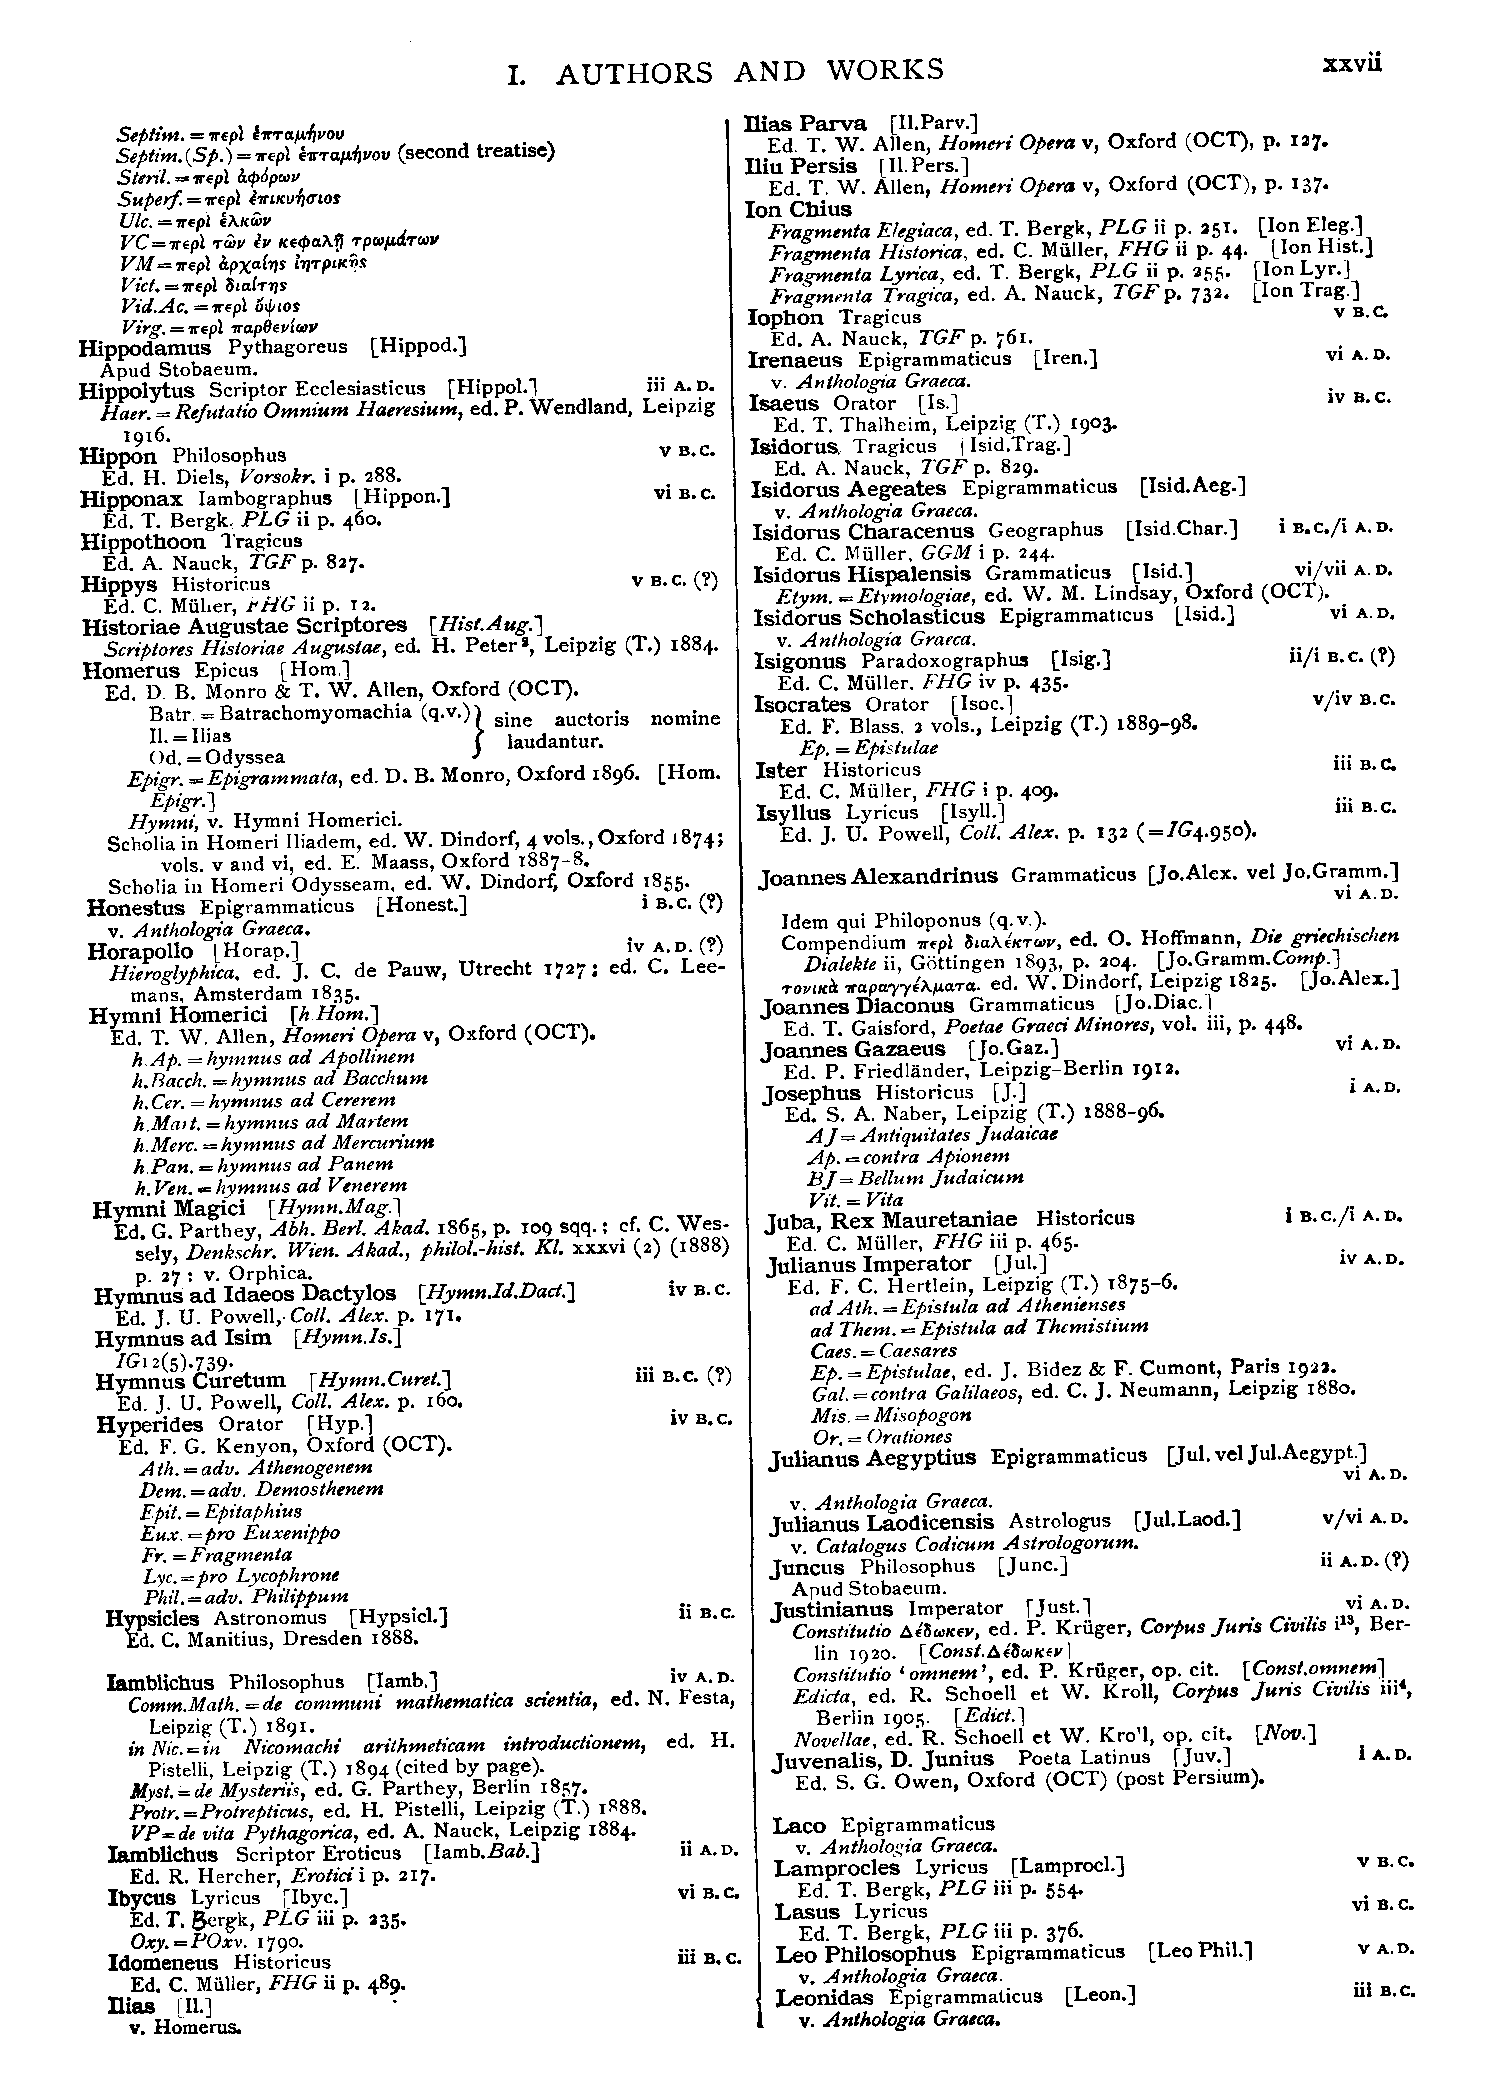 I. AUTHORS AND WORKS
xxvii
Septim. = περὶ ἑπταμήνου
Septim.(Sp.) = περὶ ἑπταμήνου (second treatise)
Steril. = περὶ ἀφόρων
Superf. = περὶ ἐπικυήσιος
Ulc. = περὶ ἑλκῶν
VC = περὶ τῶν ἐν κεφαλῇ τρωμάτων
VM = περὶ ἀρχαίης ἰητρικῆς
Vict. = περὶ διαίτης
Vid.Ac. = περὶ ὄψιος
Virg. = περὶ παρθενίων
Hippodamus Pythagoreus [Hippod.]
Apud Stobaeum.
Hippolytus Scriptor Ecclesiasticus [Hippol.] iii A.D.
Haer. = Refutatio Omnium Haeresium, ed. P. Wendland, Leipzig
1916.
Hippon Philosophus v B.C.
Ed. H. Diels, Vorsokr. i p. 288.
Hipponax Iambographus [Hippon.] vi B.C.
Ed. T. Bergk, PLG ii p. 460.
Hippothoon Tragicus
Ed. A. Nauck, TGF p. 827.
Hippys Historicus v B.C. (?)
Ed. C. Müller, FHG ii p. 12.
Historiae Augustae Scriptores [Hist.Aug.]
Scriptores Historiae Augustae, ed. H. Peter², Leipzig (T.) 1884.
Homerus Epicus [Hom.]
Ed. D. B. Monro & T. W. Allen, Oxford (OCT).
Batr. = Batrachomyomachia (q.v.) } sine auctoris nomine
Il. = Ilias laudantur.
Od. = Odyssea
Epigr. = Epigrammata, ed. D. B. Monro, Oxford 1896. [Hom.
Epigr.]
Hymni, v. Hymni Homerici.
Scholia in Homeri Iliadem, ed. W. Dindorf, 4 vols., Oxford 1874;
vols. v and vi, ed. E. Maass, Oxford 1887-8.
Scholia in Homeri Odysseam, ed. W. Dindorf, Oxford 1855.
Honestus Epigrammaticus [Honest.] i B.C. (?)
v. Anthologia Graeca.
Horapollo [Horap.] iv A.D. (?)
Hieroglyphica, ed. J. C. de Pauw, Utrecht 1727; ed. C. Lee-
mans, Amsterdam 1835.
Hymni Homerici [h.Hom.]
Ed. T. W. Allen, Homeri Opera v, Oxford (OCT).
h.Ap. = hymnus ad Apollinem
h.Bacch. = hymnus ad Bacchum
h.Cer. = hymnus ad Cererem
h.Mart. = hymnus ad Martem
h.Merc. = hymnus ad Mercurium
h.Pan. = hymnus ad Panem
h.Ven. = hymnus ad Venerem
Hymni Magici [Hymn.Mag.]
Ed. G. Parthey, Abh. Berl. Akad. 1865, p. 109 sqq.; cf. C. Wes-
sely, Denkschr. Wien. Akad., philol.-hist. Kl. xxxvi (2) (1888)
p. 27: v. Orphica.
Hymnus ad Idaeos Dactylos [Hymn.Id.Dact.] iv B.C.
Ed. J. U. Powell, Coll. Alex. p. 171.
Hymnus ad Isim [Hymn.Is.]
IG12(5).739.
Hymnus Curetum [Hymn.Curet.] iii B.C. (?)
Ed. J. U. Powell, Coll. Alex. p. 160.
Hyperides Orator [Hyp.] iv B.C.
Ed. F. G. Kenyon, Oxford (OCT).
Ath. = adv. Athenogenem
Dem. = adv. Demosthenem
Epit. = Epitaphius
Eux. = pro Euxenippo
Fr. = Fragmenta
Lyc. = pro Lycophrone
Phil. = adv. Philippum
Hypsicles Astronomus [Hypsicl.] ii B.C.
Ed. C. Manitius, Dresden 1888.
Iamblichus Philosophus [Iamb.] iv A.D.
Comm.Math. = de communi mathematica scientia, ed. N. Festa,
Leipzig (T.) 1891.
in Nic. = in Nicomachi arithmeticam introductionem, ed. H.
Pistelli, Leipzig (T.) 1894 (cited by page).
Myst. = de Mysteriis, ed. G. Parthey, Berlin 1857.
Protr. = Protrepticus, ed. H. Pistelli, Leipzig (T.) 1888.
VP = de vita Pythagorica, ed. A. Nauck, Leipzig 1884.
Iamblichus Scriptor Eroticus [Iamb.Bab.] ii A.D.
Ed. R. Hercher, Erotici i p. 217.
Ibycus Lyricus [Ibyc.] vi B.C.
Ed. T. Bergk, PLG iii p. 235.
Oxy. = POxy. 1790.
Idomeneus Historicus iii B.C.
Ed. C. Müller, FHG ii p. 489.
Ilias [Il.]
v. Homerus.
Ilias Parva [Il.Parv.]
Ed. T. W. Allen, Homeri Opera v, Oxford (OCT), p. 127.
Iliu Persis [Il.Pers.]
Ed. T. W. Allen, Homeri Opera v, Oxford (OCT), p. 137.
Ion Chius
Fragmenta Elegiaca, ed. T. Bergk, PLG ii p. 251. [Ion Eleg.]
Fragmenta Historica, ed. C. Müller, FHG ii p. 44. [Ion Hist.]
Fragmenta Lyrica, ed. T. Bergk, PLG ii p. 255. [Ion Lyr.]
Fragmenta Tragica, ed. A. Nauck, TGF p. 732. [Ion Trag.]
Iophon Tragicus v B.C.
Ed. A. Nauck, TGF p. 761.
Irenaeus Epigrammaticus [Iren.] vi A.D.
v. Anthologia Graeca.
Isaeus Orator [Is.] iv B.C.
Ed. T. Thalheim, Leipzig (T.) 1903.
Isidorus Tragicus [Isid.Trag.]
Ed. A. Nauck, TGF p. 829.
Isidorus Aegeates Epigrammaticus [Isid.Aeg.]
v. Anthologia Graeca.
Isidorus Characenus Geographus [Isid.Char.] i B.C./i A.D.
Ed. C. Müller, GGM i p. 244.
Isidorus Hispalensis Grammaticus [Isid.] vi/vii A.D.
Etym. = Etymologiae, ed. W. M. Lindsay, Oxford (OCT).
Isidorus Scholasticus Epigrammaticus [Isid.] vi A.D.
v. Anthologia Graeca.
Isigonus Paradoxographus [Isig.] ii/i B.C. (?)
Ed. C. Müller, FHG iv p. 435.
Isocrates Orator [Isoc.] v/iv B.C.
Ed. F. Blass, 2 vols., Leipzig (T.) 1889-98.
Ep. = Epistulae
Ister Historicus iii B.C.
Ed. C. Müller, FHG i p. 409.
Isyllus Lyricus [Isyll.] iii B.C.
Ed. J. U. Powell, Coll. Alex. p. 132 (=IG4.950).
Joannes Alexandrinus Grammaticus [Jo.Alex. vel Jo.Gramm.]
vi A.D.
Idem qui Philoponus (q.v.).
Compendium περὶ διαλέκτων, ed. O. Hoffmann, Die griechischen
Dialekte ii, Göttingen 1893, p. 204. [Jo.Gramm.Comp.]
τονικὰ παραγγέλματα, ed. W. Dindorf, Leipzig 1825. [Jo.Alex.]
Joannes Diaconus Grammaticus [Jo.Diac.]
Ed. T. Gaisford, Poetae Graeci Minores, vol. iii, p. 448.
Joannes Gazaeus [Jo.Gaz.] vi A.D.
Ed. P. Friedländer, Leipzig-Berlin 1912.
Josephus Historicus [J.] i A.D.
Ed. S. A. Naber, Leipzig (T.) 1888-96.
AJ = Antiquitates Judaicae
Ap. = contra Apionem
BJ = Bellum Judaicum
Vit. = Vita
Juba, Rex Mauretaniae Historicus i B.C./i A.D.
Ed. C. Müller, FHG iii p. 465.
Julianus Imperator [Jul.] iv A.D.
Ed. F. C. Hertlein, Leipzig (T.) 1875-6.
ad Ath. = Epistula ad Athenienses
ad Them. = Epistula ad Themistium
Caes. = Caesares
Ep. = Epistulae, ed. J. Bidez & F. Cumont, Paris 1922.
Gal. = contra Galilaeos, ed. C. J. Neumann, Leipzig 1880.
Mis. = Misopogon
Or. = Orationes
Julianus Aegyptius Epigrammaticus [Jul. vel Jul.Aegypt.]
vi A.D.
v. Anthologia Graeca.
Julianus Laodicensis Astrologus [Jul.Laod.] v/vi A.D.
v. Catalogus Codicum Astrologorum.
Juncus Philosophus [Junc.] ii A.D. (?)
Apud Stobaeum.
Justinianus Imperator [Just.] vi A.D.
Constitutio Δέδωκεν, ed. P. Krüger, Corpus Juris Civilis i¹³, Ber-
lin 1920. [Const.Δέδωκεν]
Constitutio ‘omnem’, ed. P. Krüger, op. cit. [Const.omnem]
Edicta, ed. R. Schoell et W. Kroll, Corpus Juris Civilis iii⁴,
Berlin 1905. [Edict.]
Novellae, ed. R. Schoell et W. Kroll, op. cit. [Nov.]
Juvenalis, D. Junius Poeta Latinus [Juv.] i A.D.
Ed. S. G. Owen, Oxford (OCT) (post Persium).
Laco Epigrammaticus
v. Anthologia Graeca.
Lamprocles Lyricus [Lamprocl.] v B.C.
Ed. T. Bergk, PLG iii p. 554.
Lasus Lyricus vi B.C.
Ed. T. Bergk, PLG iii p. 376.
Leo Philosophus Epigrammaticus [Leo Phil.] v A.D.
v. Anthologia Graeca.
Leonidas Epigrammaticus [Leon.] iii B.C.
v. Anthologia Graeca.